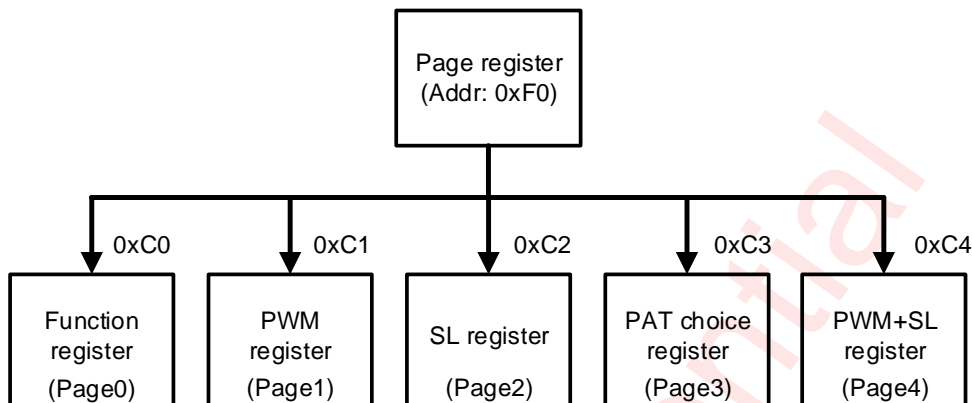 Page register
(Addr: 0xF0)
0xC0
0xC1
0xC2
0xC3
0xC4
Function
register
(Page0)
PWM
register
(Page1)
SL register
(Page2)
PAT choice
register
(Page3)
PWM+SL
register
(Page4)